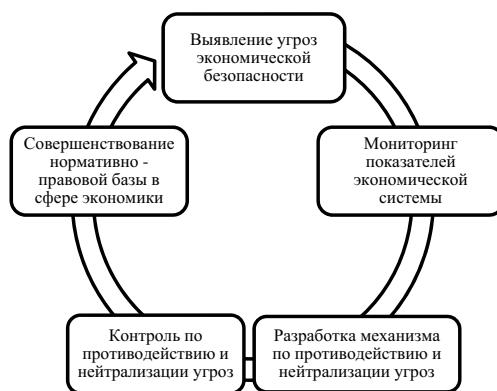 Выявление угроз
экономической
безопасности
Мониторинг
показателей
экономической
системы
Разработка механизма
по противодействию и
нейтрализации угроз
Контроль по
противодействию и
нейтрализации угроз
Совершенствование
нормативно -
правовой базы в
сфере экономики